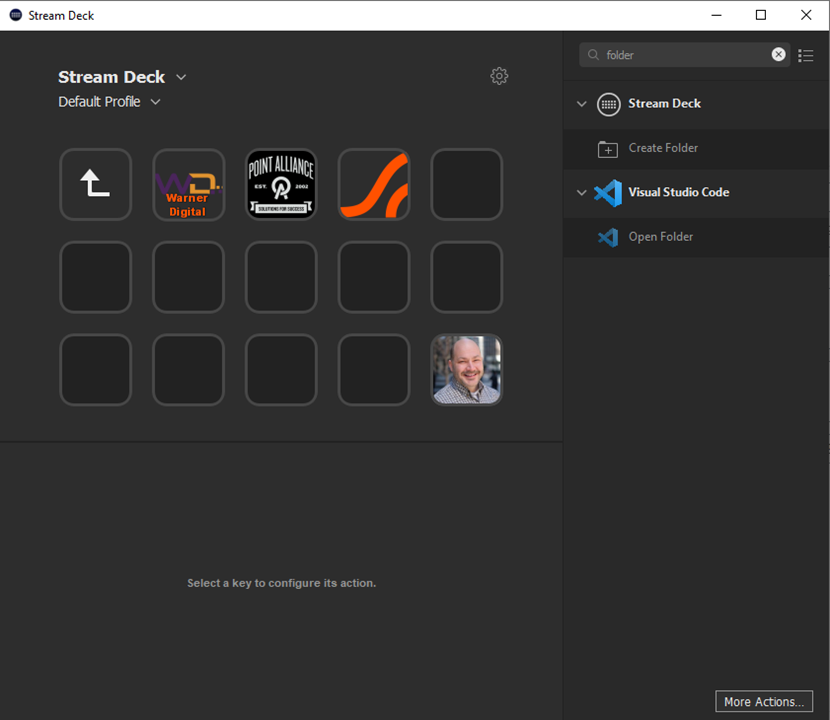 Stream Deck
Stream Deck
Default Profile
WD.
Warner
Digital
POINT ALLIANCE
EST. 2002
SOLUTIONS FOR SUCCESS
Select a key to configure its action.
folder
Stream Deck
Create Folder
Visual Studio Code
Open Folder
More Actions...